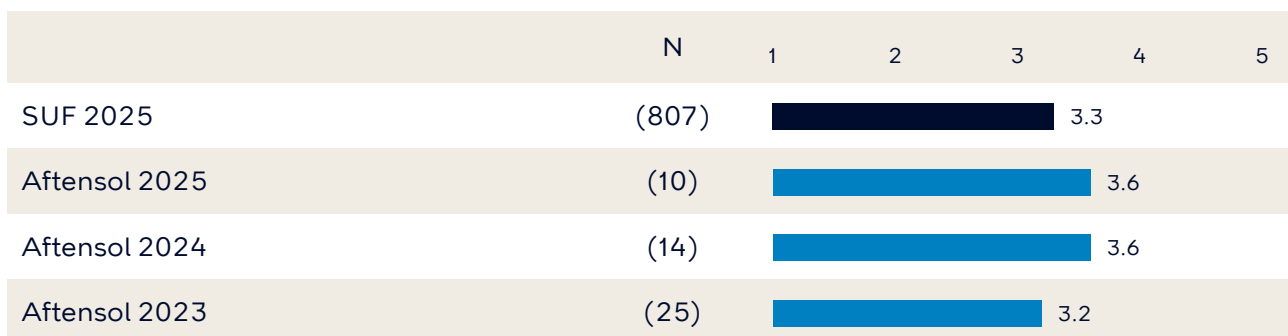 N 1 2 3 4 5
SUF 2025 (807) 3.3
Aftensol 2025 (10) 3.6
Aftensol 2024 (14) 3.6
Aftensol 2023 (25) 3.2